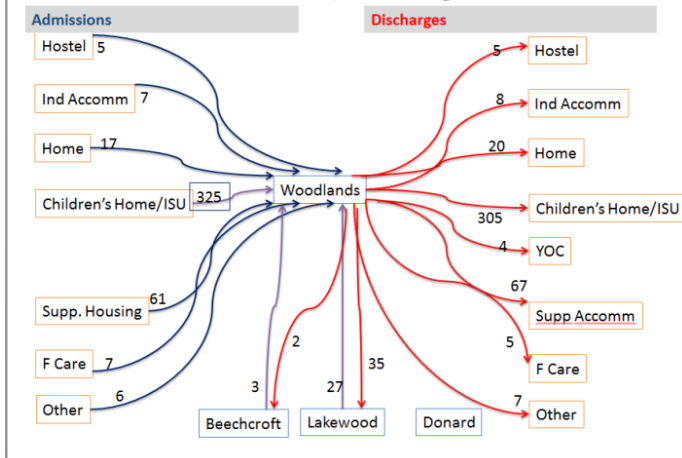 Admissions
Discharges
Hostel 5
5 Hostel
Ind Accomm 7
8 Ind Accomm
Home 17
20 Home
Woodlands
Children's Home/ISU 325
305 Children's Home/ISU
4 YOC
Supp. Housing 61
67 Supp Accomm
F Care 7
5 F Care
Other 6
7 Other
2
3
27
35
Beechcroft
Lakewood
Donard